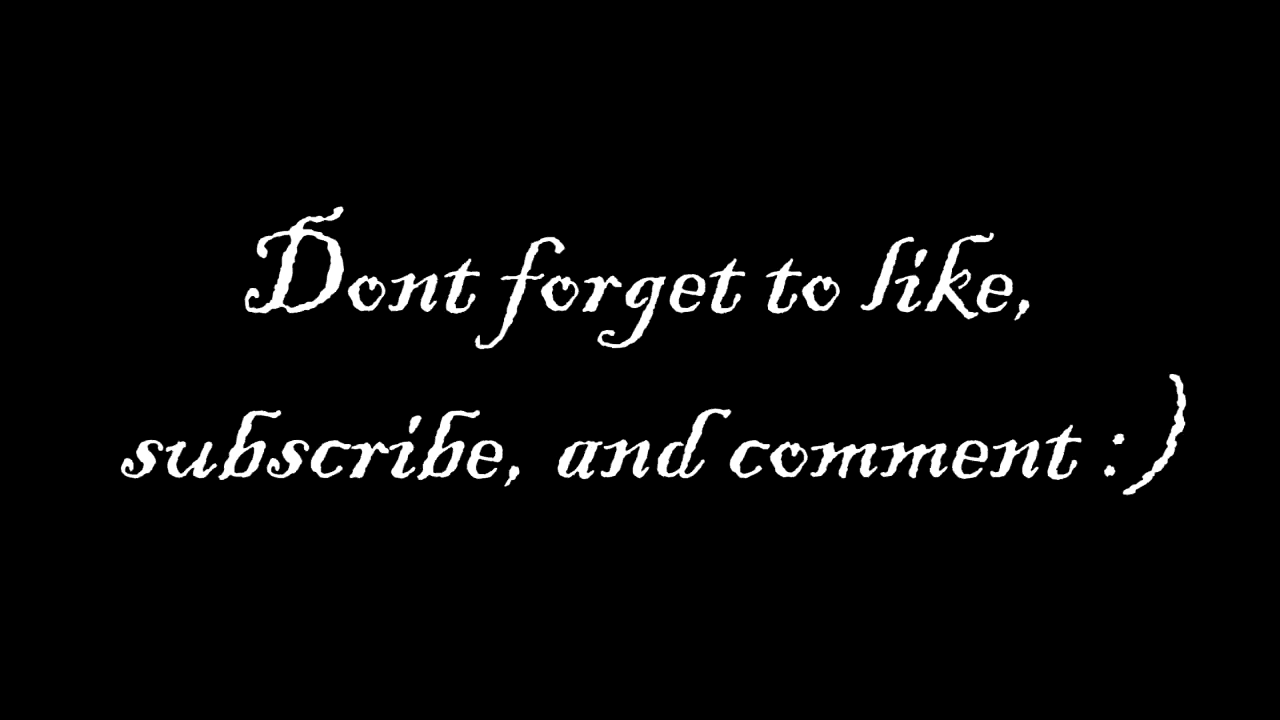 Dont forget to like,
subscribe, and comment :)